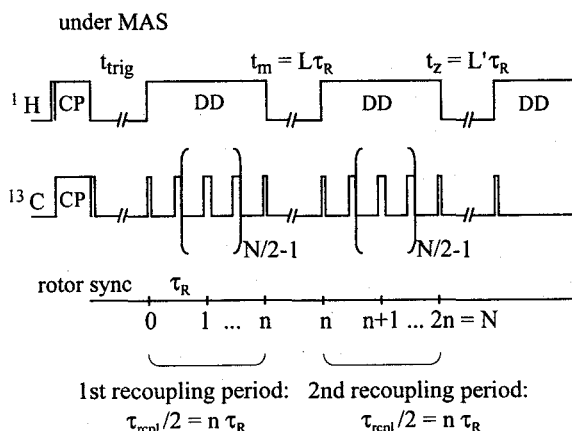 under MAS
t_trig t_m = Lτ_R t_z = L'τ_R
¹H CP DD DD DD
¹³C CP
N/2-1 N/2-1
rotor sync τ_R
0 1 ... n n n+1 ... 2n = N
1st recoupling period: 2nd recoupling period:
τ_rcpl/2 = n τ_R τ_rcpl/2 = n τ_R